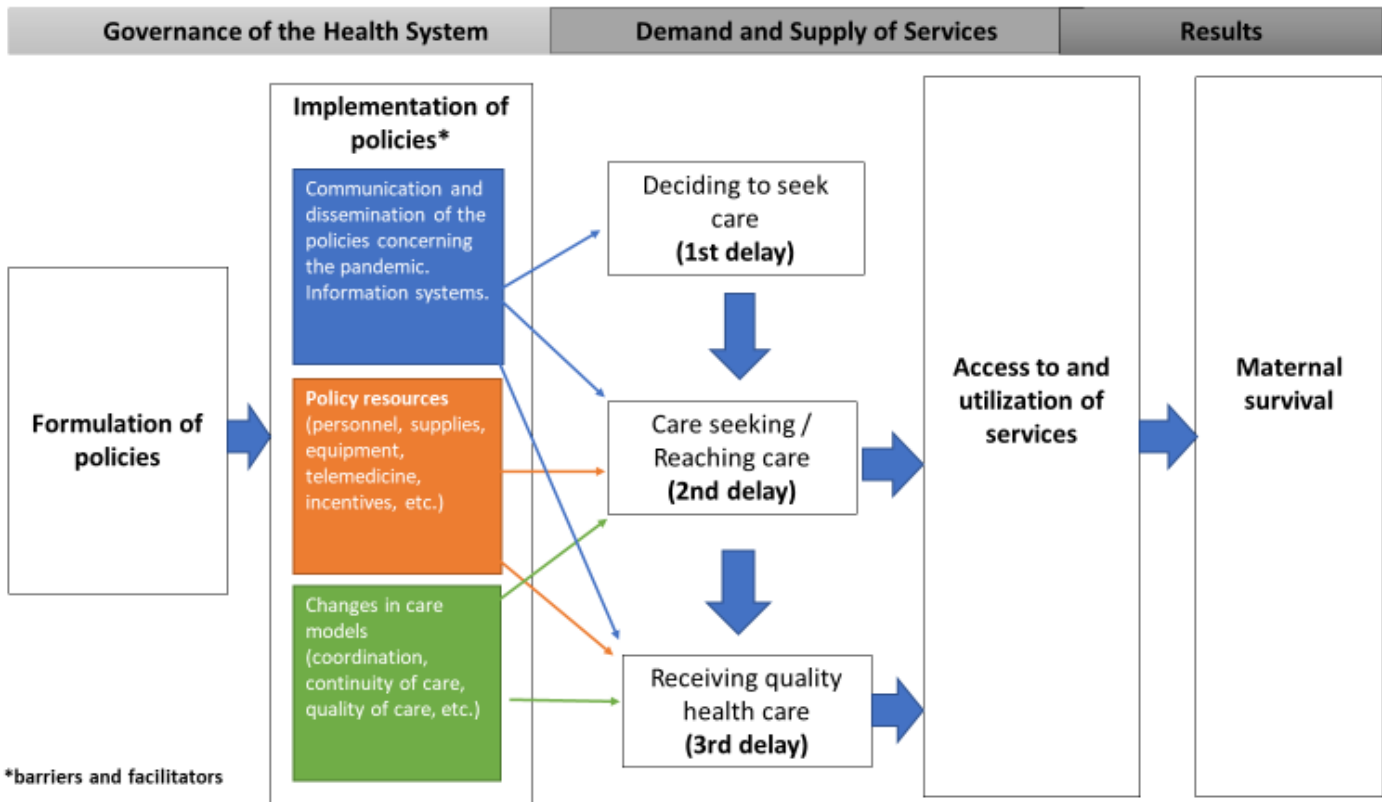 Governance of the Health System
Demand and Supply of Services
Results
Formulation of
policies
Implementation of
policies*
Communication and
dissemination of the
policies concerning
the pandemic.
Information systems.
Policy resources
(personnel, supplies,
equipment,
telemedicine,
incentives, etc.)
Changes in care
models
(coordination,
continuity of care,
quality of care, etc.)
Deciding to seek
care
(1st delay)
Care seeking /
Reaching care
(2nd delay)
Receiving quality
health care
(3rd delay)
Access to and
utilization of
services
Maternal
survival
*barriers and facilitators